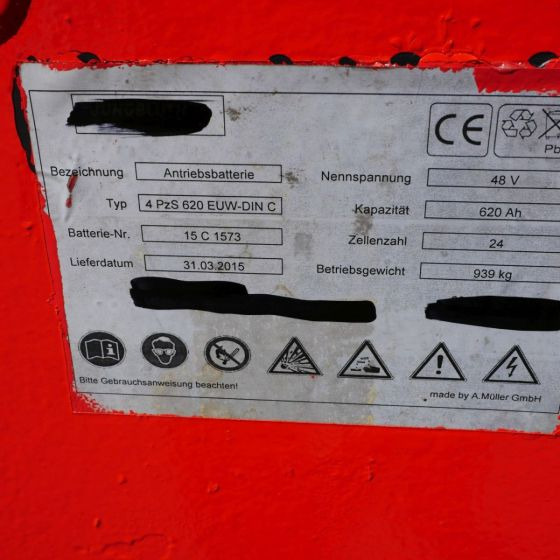 CE
Pb
Bezeichnung Antriebsbatterie Nennspannung 48 V
Typ 4 PzS 620 EUW-DIN C Kapazität 620 Ah
Batterie-Nr. 15 C 1573 Zellenzahl 24
Lieferdatum 31.03.2015 Betriebsgewicht 939 kg
Bitte Gebrauchsanweisung beachten!
made by A.Müller GmbH